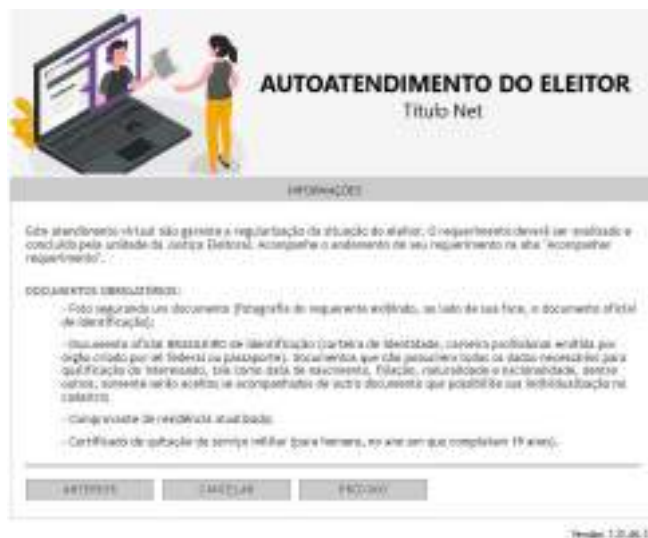 AUTOATENDIMENTO DO ELEITOR
Título Net
INFORMAÇÕES
Este atendimento virtual não garante a regularização da situação do eleitor. O requerimento deverá ser analisado e
concluído pela unidade da Justiça Eleitoral. Acompanhe o andamento de seu requerimento na aba "Acompanhar
requerimento".
DOCUMENTOS OBRIGATÓRIOS:
- Foto segurando um documento (fotografia do requerente exibindo, ao lado de sua face, o documento oficial
de identificação);
- Documento oficial BRASILEIRO de identificação (carteira de identidade, carteira profissional emitida por
órgão criado por lei federal ou passaporte). Documentos que não possuírem todos os dados necessários para
qualificação do interessado, tais como data de nascimento, filiação, naturalidade e nacionalidade, dentre
outros, somente serão aceitos se acompanhados de outro documento que possibilite sua individualização no
cadastro;
- Comprovante de residência atualizado;
- Certificado de quitação do serviço militar (para homens, no ano em que completam 19 anos).
ANTERIOR
CANCELAR
PRÓXIMO
Versão: